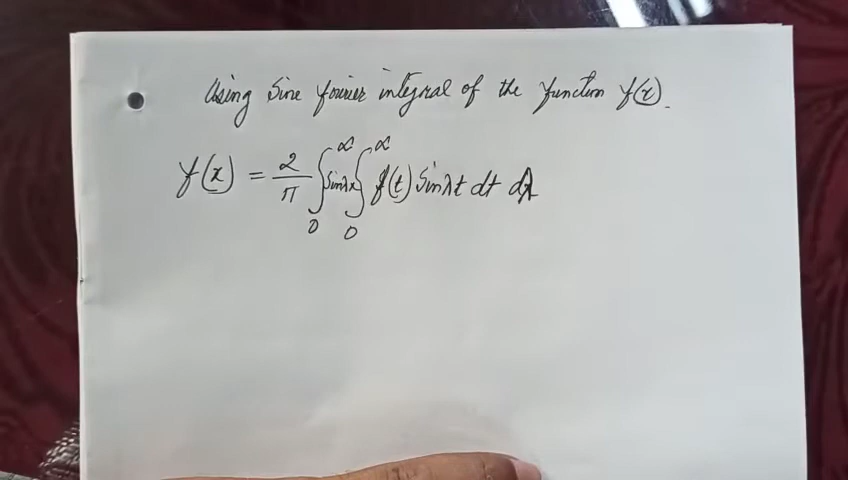 Using Sine fourier integral of the function f(x).
f(x) = 2/π ∫₀^∞ Sinλx ∫₀^∞ f(t) Sinλt dt dλ